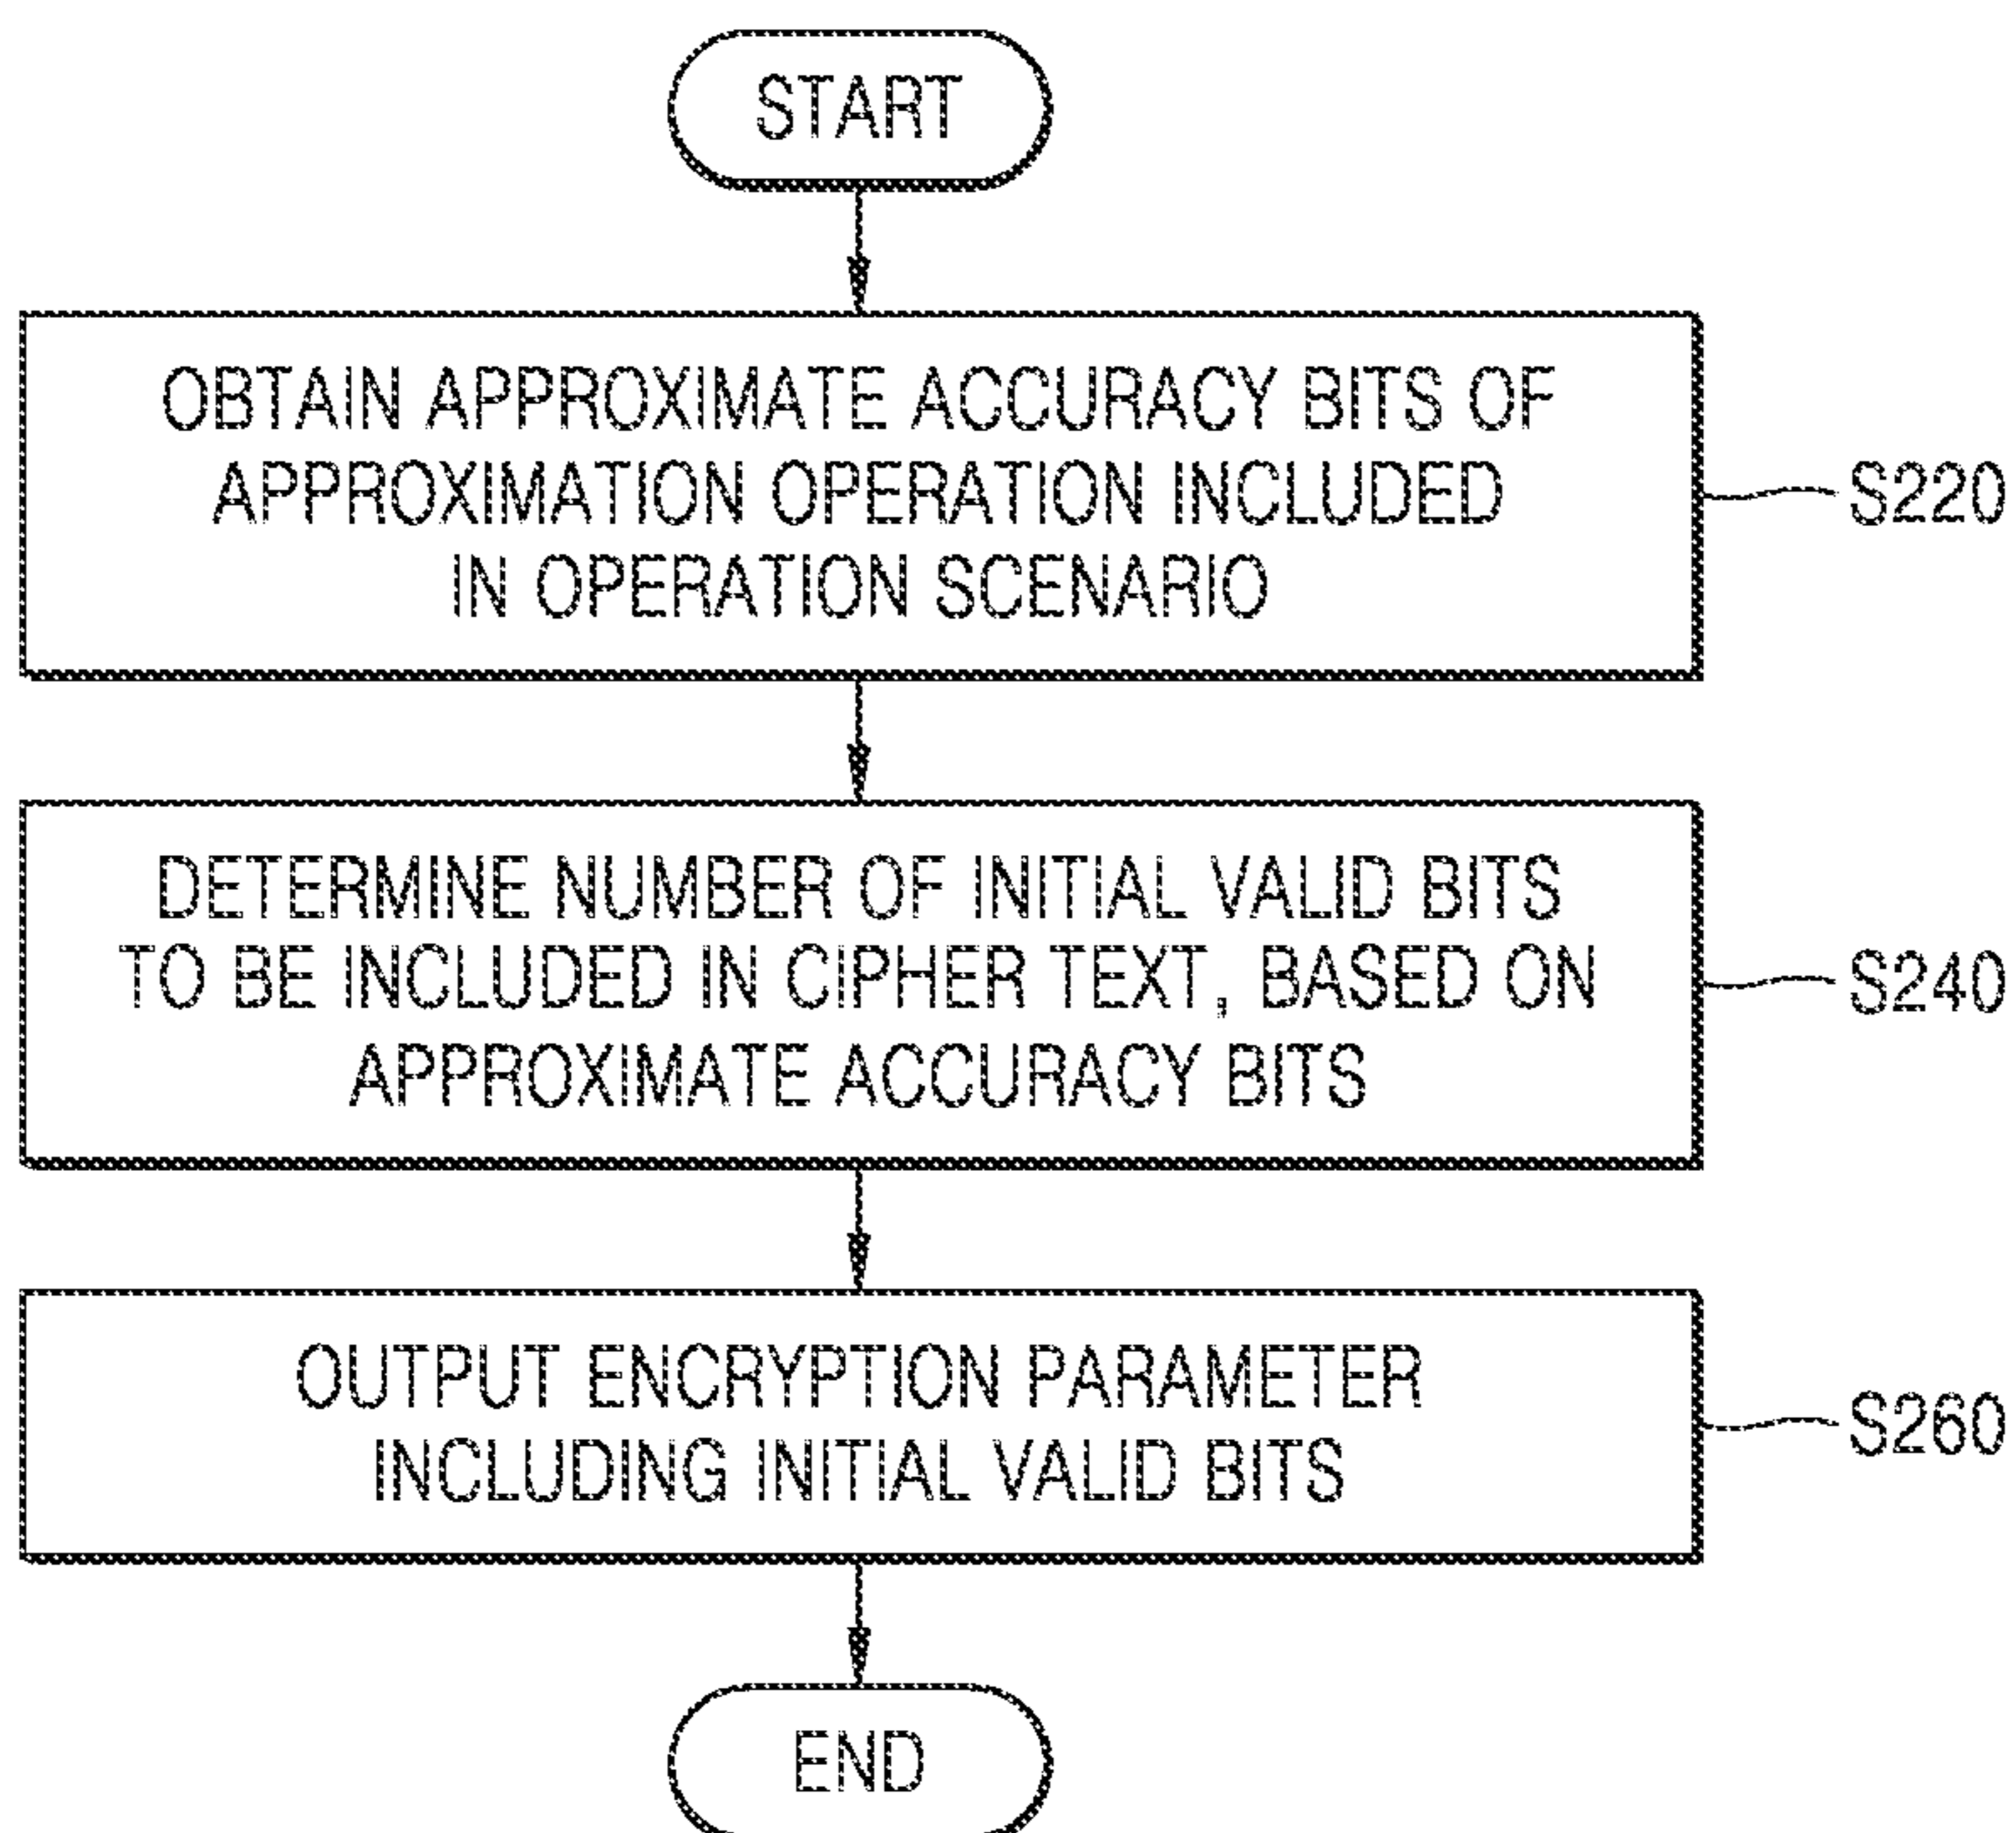 START
OBTAIN APPROXIMATE ACCURACY BITS OF
APPROXIMATION OPERATION INCLUDED
IN OPERATION SCENARIO
S220
DETERMINE NUMBER OF INITIAL VALID BITS
TO BE INCLUDED IN CIPHER TEXT, BASED ON
APPROXIMATE ACCURACY BITS
S240
OUTPUT ENCRYPTION PARAMETER
INCLUDING INITIAL VALID BITS
S260
END